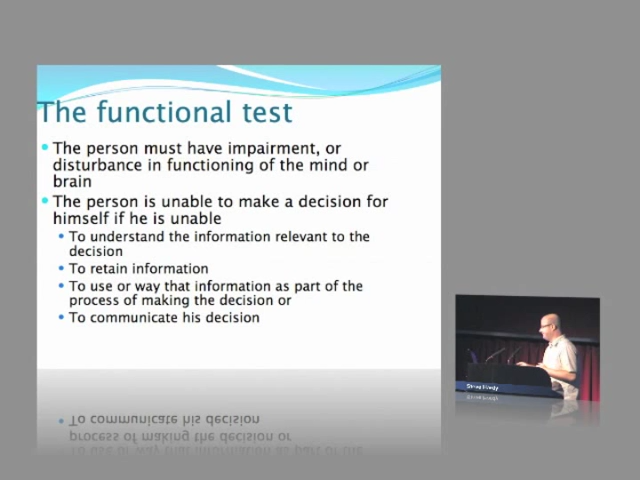 The functional test
The person must have impairment, or
disturbance in functioning of the mind or
brain
The person is unable to make a decision for
himself if he is unable
To understand the information relevant to the
decision
To retain information
To use or way that information as part of the
process of making the decision or
To communicate his decision